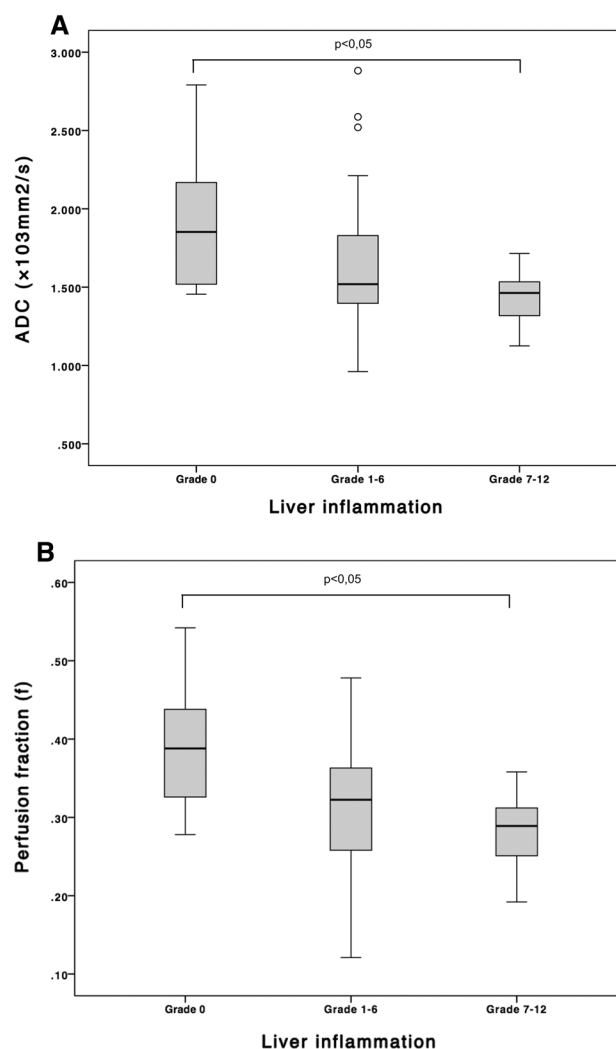 A
p<0,05
3.000
2.500
2.000
1.500
1.000
.500
ADC (×103mm2/s)
Grade 0 Grade 1-6 Grade 7-12
Liver inflammation
B
p<0,05
.60
.50
.40
.30
.20
.10
Perfusion fraction (f)
Grade 0 Grade 1-6 Grade 7-12
Liver inflammation